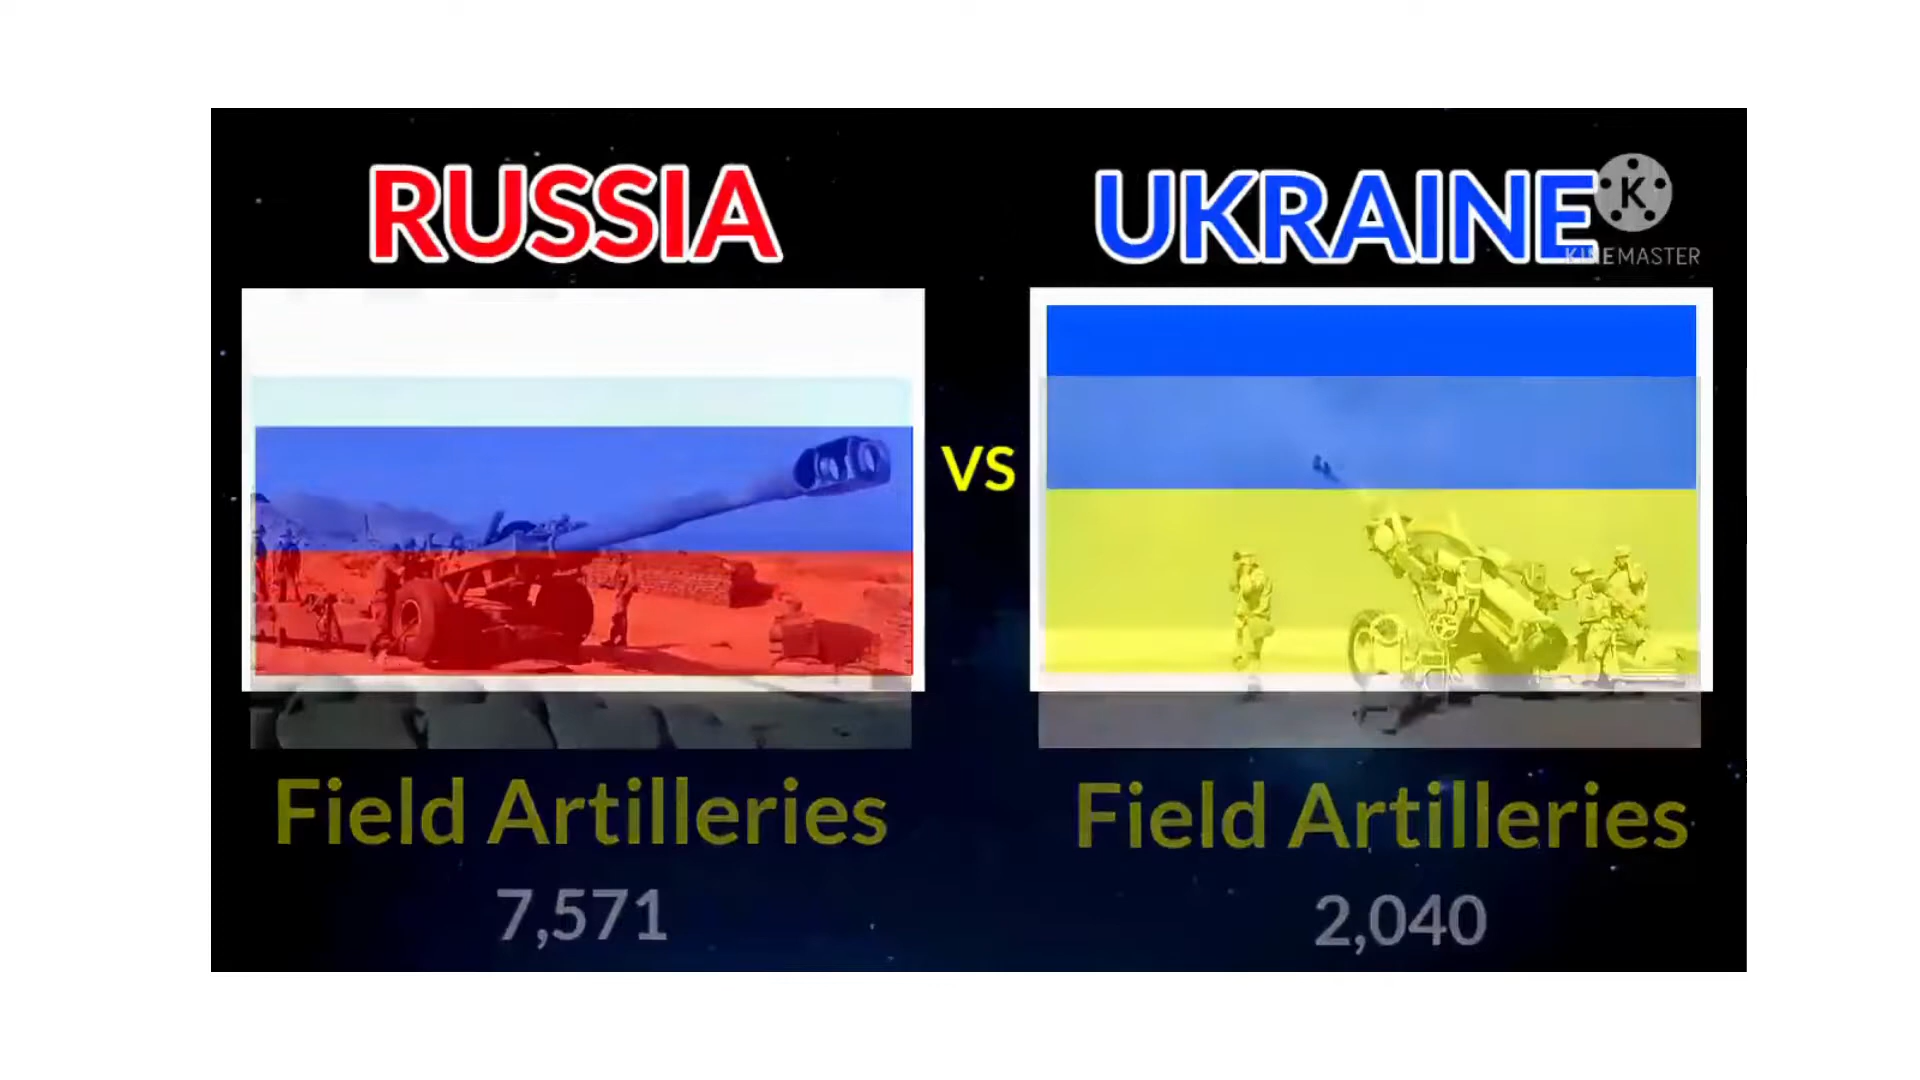 RUSSIA
UKRAINE
K
KINEMASTER
VS
Field Artilleries
7,571
Field Artilleries
2,040